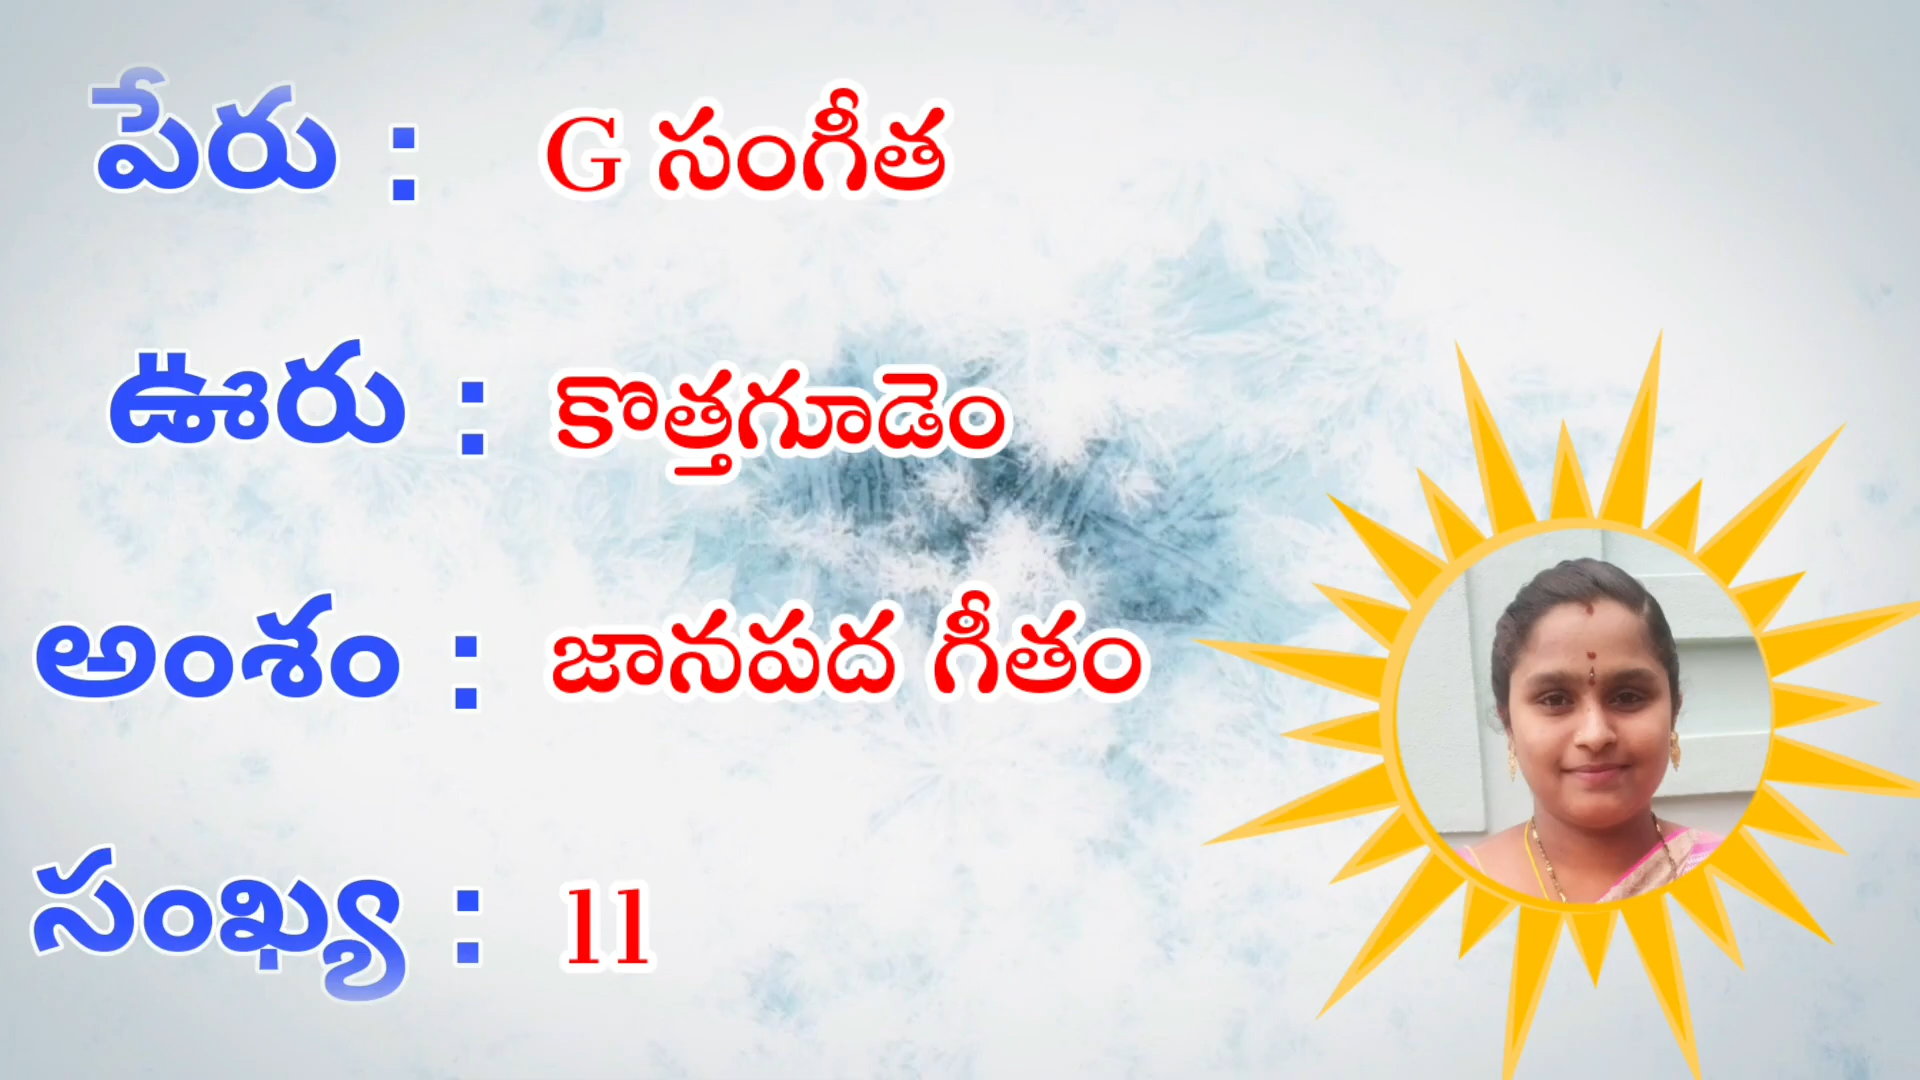 పేరు : G సంగీత
ఊరు : కొత్తగూడెం
అంశం : జానపద గీతం
సంఖ్య : 11